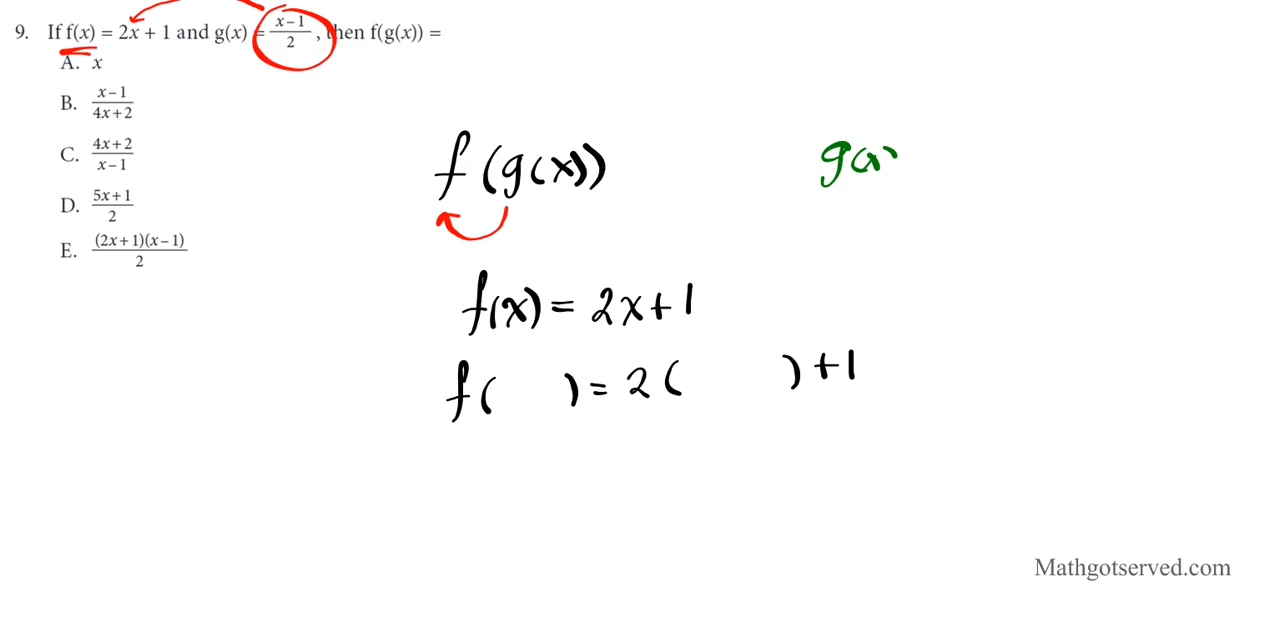 9. If f(x) = 2x + 1 and g(x) = x−1/2, then f(g(x)) =
A. x
B. x−1/4x+2
C. 4x+2/x−1
D. 5x+1/2
E. (2x+1)(x−1)/2
f(g(x))
g(x)
f(x) = 2x+1
f( ) = 2( ) +1
Mathgotserved.com